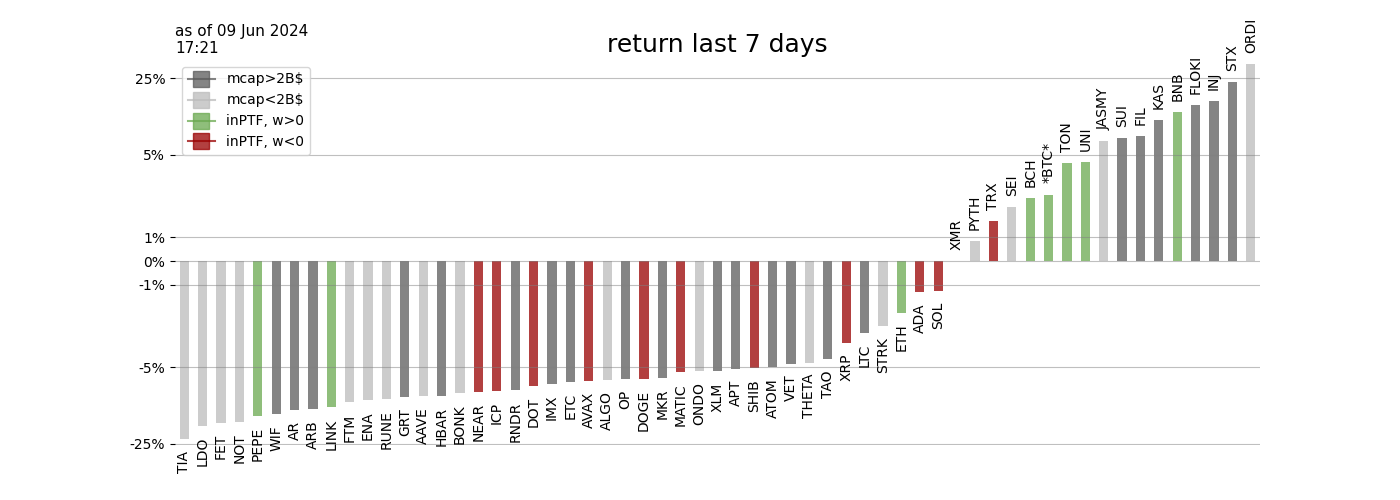 as of 09 Jun 2024
17:21
return last 7 days
mcap>2B$
mcap<2B$
inPTF, w>0
inPTF, w<0
25%
5%
1%
0%
-1%
-5%
-25%
TIA
LDO
FET
NOT
PEPE
WIF
AR
ARB
LINK
FTM
ENA
RUNE
GRT
AAVE
HBAR
BONK
NEAR
ICP
RNDR
DOT
IMX
ETC
AVAX
ALGO
OP
DOGE
MKR
MATIC
ONDO
XLM
APT
SHIB
ATOM
VET
THETA
TAO
XRP
LTC
STRK
ETH
ADA
SOL
XMR
PYTH
TRX
SEI
BCH
*BTC*
TON
UNI
JASMY
SUI
FIL
KAS
BNB
FLOKI
INJ
STX
ORDI